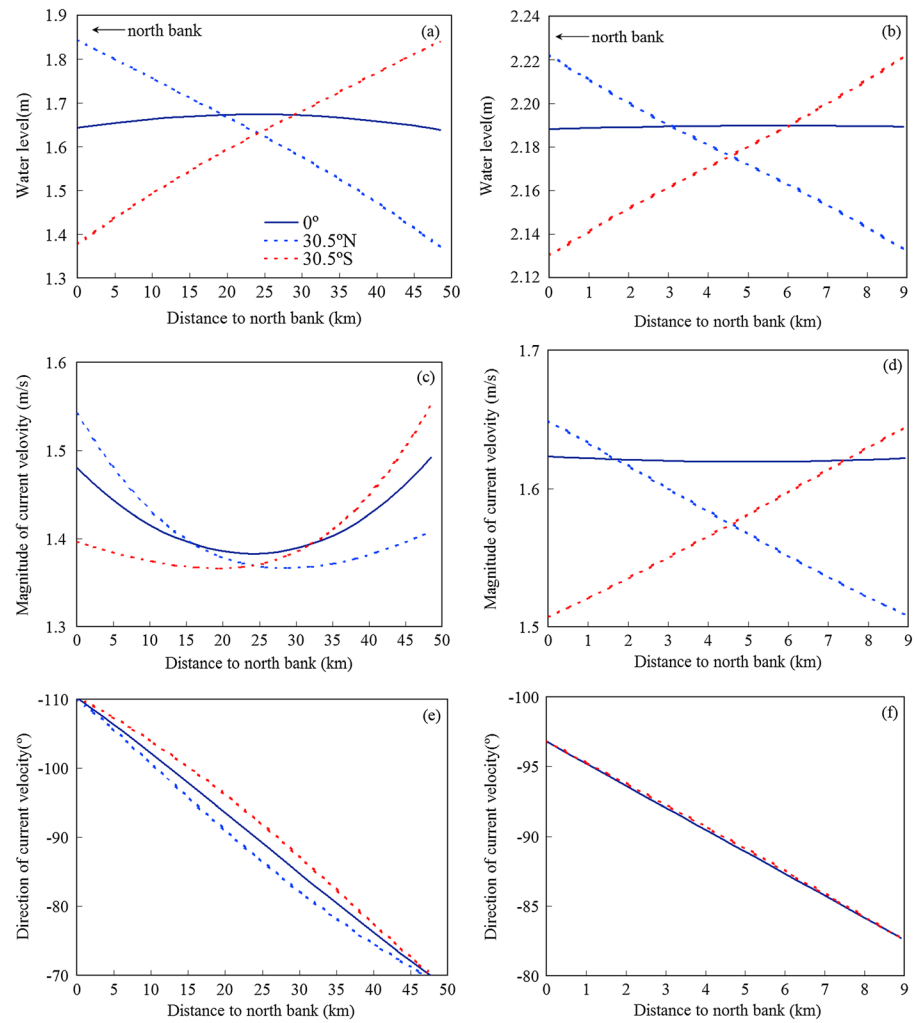 (a)
north bank
Water level(m)
1.9
1.8
1.7
1.6
1.5
1.4
1.3
0º
30.5ºN
30.5ºS
0 5 10 15 20 25 30 35 40 45 50
Distance to north bank (km)
(b)
north bank
Water level(m)
2.24
2.22
2.20
2.18
2.16
2.14
2.12
0 1 2 3 4 5 6 7 8 9
Distance to north bank (km)
(c)
Magnitude of current velovity (m/s)
1.6
1.5
1.4
1.3
0 5 10 15 20 25 30 35 40 45 50
Distance to north bank (km)
(d)
Magnitude of current velocity (m/s)
1.7
1.6
1.5
0 1 2 3 4 5 6 7 8 9
Distance to north bank (km)
(e)
Direction of current velocity(º)
-110
-100
-90
-80
-70
0 5 10 15 20 25 30 35 40 45 50
Distance to north bank (km)
(f)
Direction of current velocity(º)
-100
-95
-90
-85
-80
0 1 2 3 4 5 6 7 8 9
Distance to north bank (km)